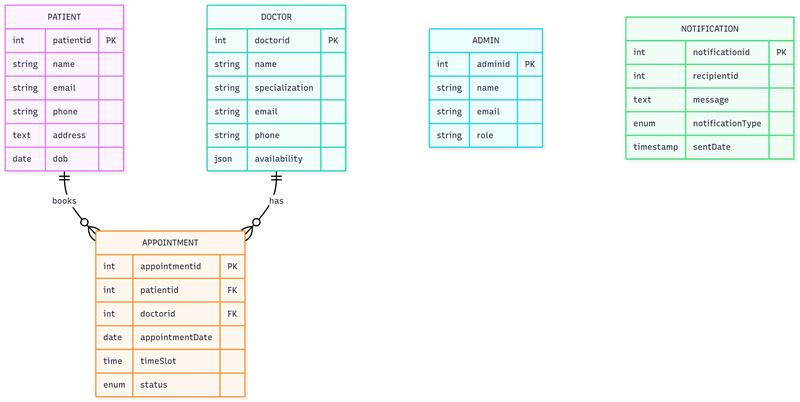 PATIENT
int patientid PK
string name
string email
string phone
text address
date dob
DOCTOR
int doctorid PK
string name
string specialization
string email
string phone
json availability
ADMIN
int adminid PK
string name
string email
string role
NOTIFICATION
int notificationid PK
int recipientid
text message
enum notificationType
timestamp sentDate
books
has
APPOINTMENT
int appointmentid PK
int patientid FK
int doctorid FK
date appointmentDate
time timeSlot
enum status